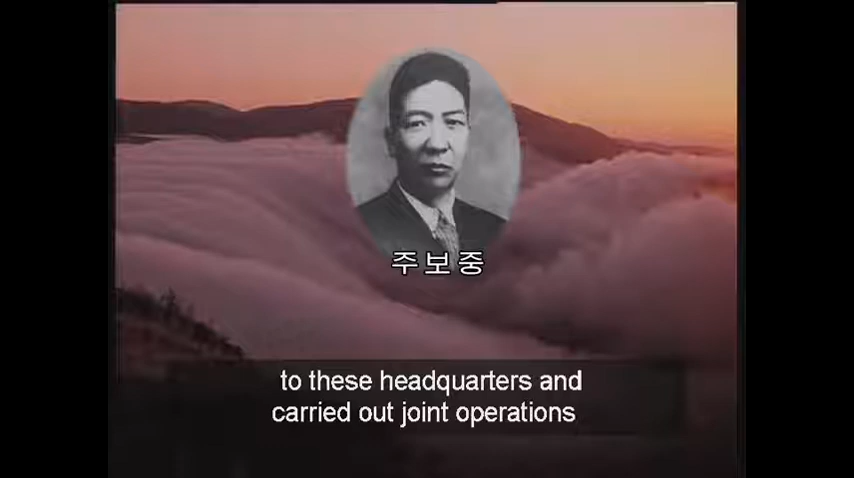 주보중
to these headquarters and
carried out joint operations